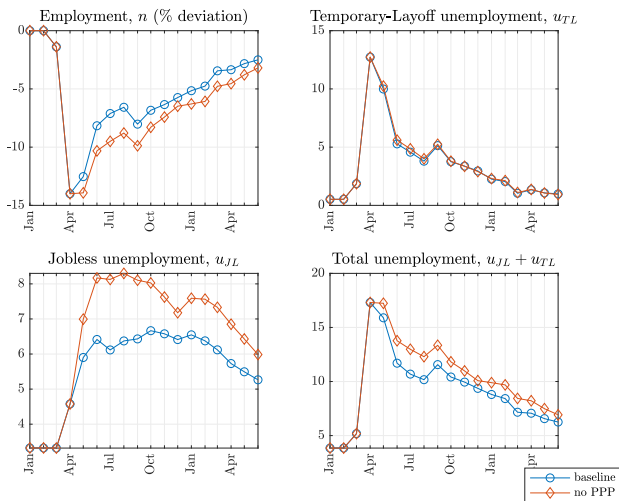 Employment, n (% deviation)
0
-5
-10
-15
Jan
Apr
Jul
Oct
Jan
Apr
Temporary-Layoff unemployment, u_TL
15
10
5
0
Jan
Apr
Jul
Oct
Jan
Apr
Jobless unemployment, u_JL
8
7
6
5
4
Jan
Apr
Jul
Oct
Jan
Apr
Total unemployment, u_JL + u_TL
20
15
10
5
Jan
Apr
Jul
Oct
Jan
Apr
baseline
no PPP